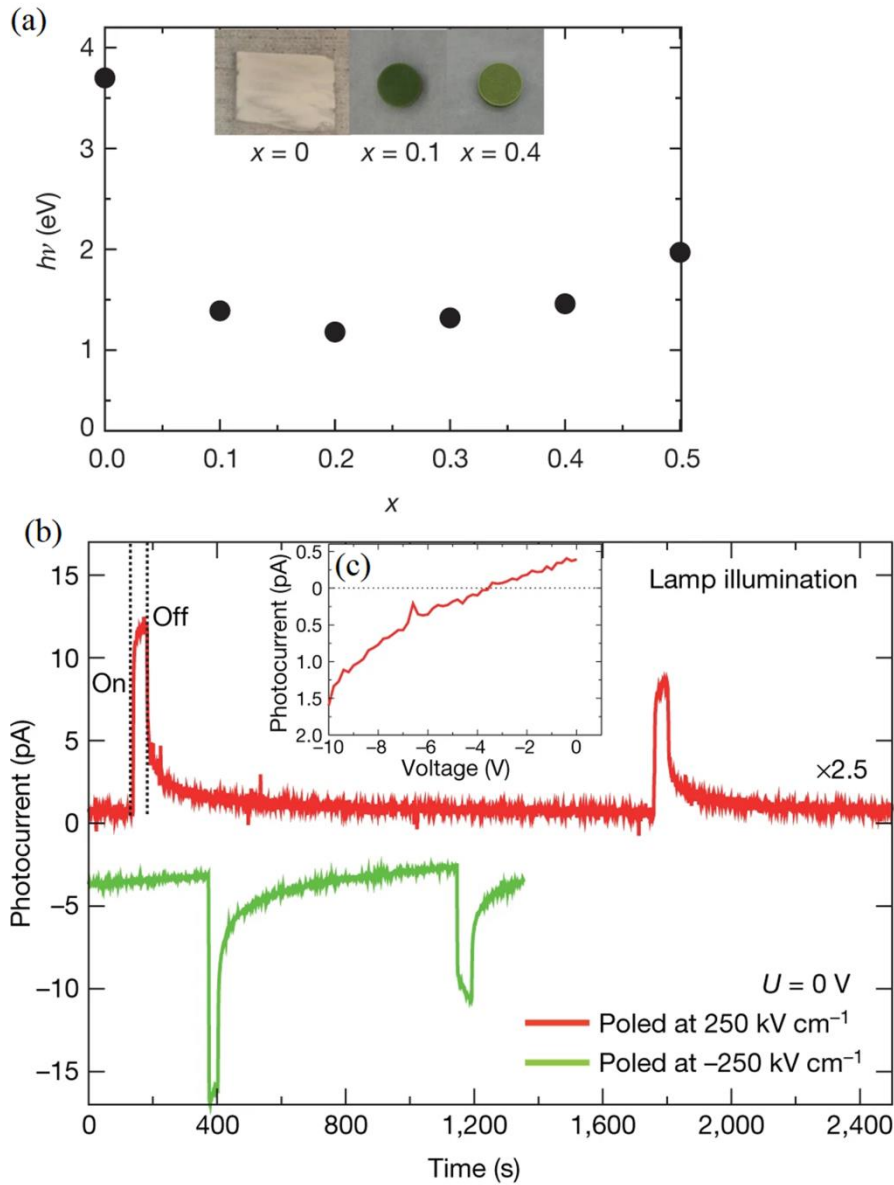 (a)
4
3
2
1
0
hν (eV)
x = 0 x = 0.1 x = 0.4
0.0 0.1 0.2 0.3 0.4 0.5
x
(b)
15
10
5
0
−5
−10
−15
Photocurrent (pA)
On
Off
(c)
0.5
0
0.5
1.0
1.5
2.0
Photocurrent (pA)
−10 −8 −6 −4 −2 0
Voltage (V)
Lamp illumination
×2.5
U = 0 V
Poled at 250 kV cm⁻¹
Poled at –250 kV cm⁻¹
0 400 800 1,200 1,600 2,000 2,400
Time (s)